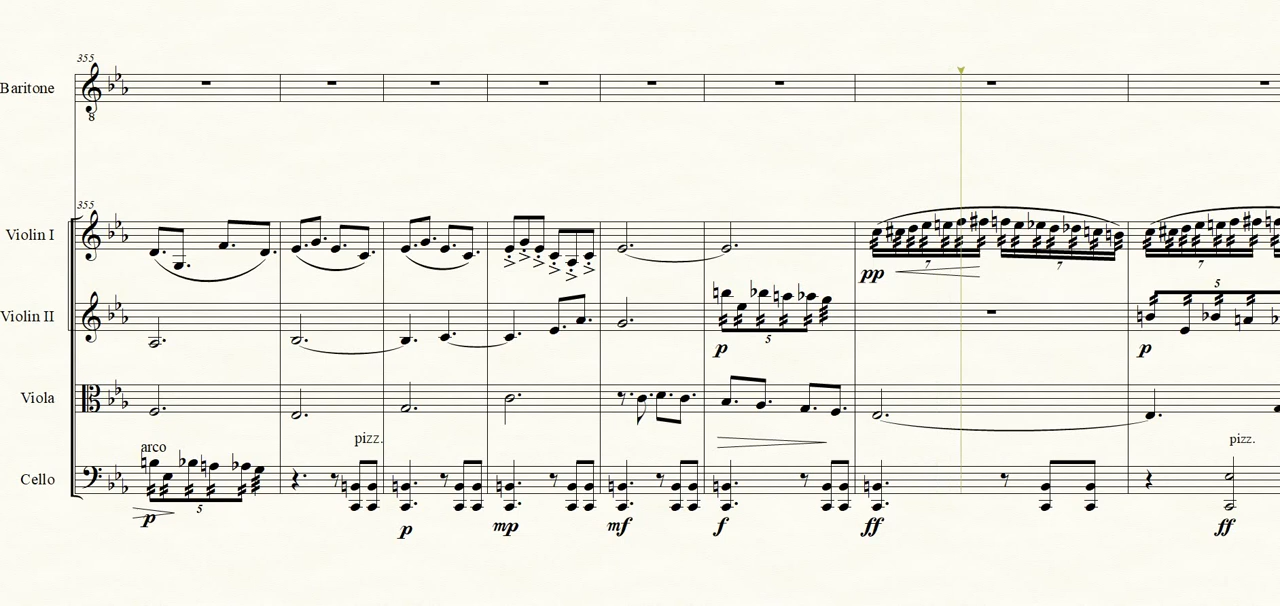 355
Baritone
8
355
Violin I
pp
7
7
7
Violin II
5
p
5
p
Viola
arco
pizz.
pizz.
Cello
p
5
p
mp
mf
f
ff
ff